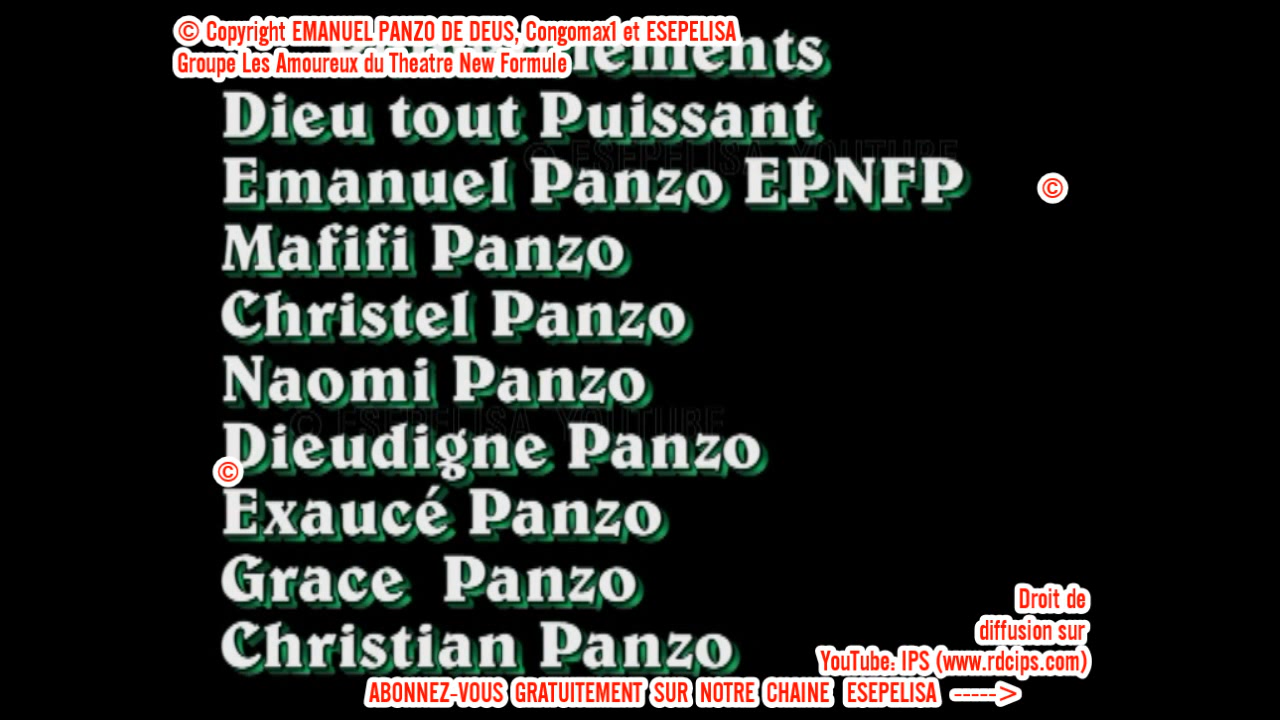 © Copyright EMANUEL PANZO DE DEUS, Congomax1 et ESEPELISA
Groupe Les Amoureux du Theatre New Formule
Dieu tout Puissant
© ESEPELISA YOUTUBE
Emanuel Panzo EPNFP
©
Mafifi Panzo
Christel Panzo
Naomi Panzo
© ESEPELISA YOUTUBE
Dieudigne Panzo
©
Exaucé Panzo
Grace Panzo
Christian Panzo
Droit de
diffusion sur
YouTube: IPS (www.rdcips.com)
ABONNEZ-VOUS GRATUITEMENT SUR NOTRE CHAINE ESEPELISA ----->